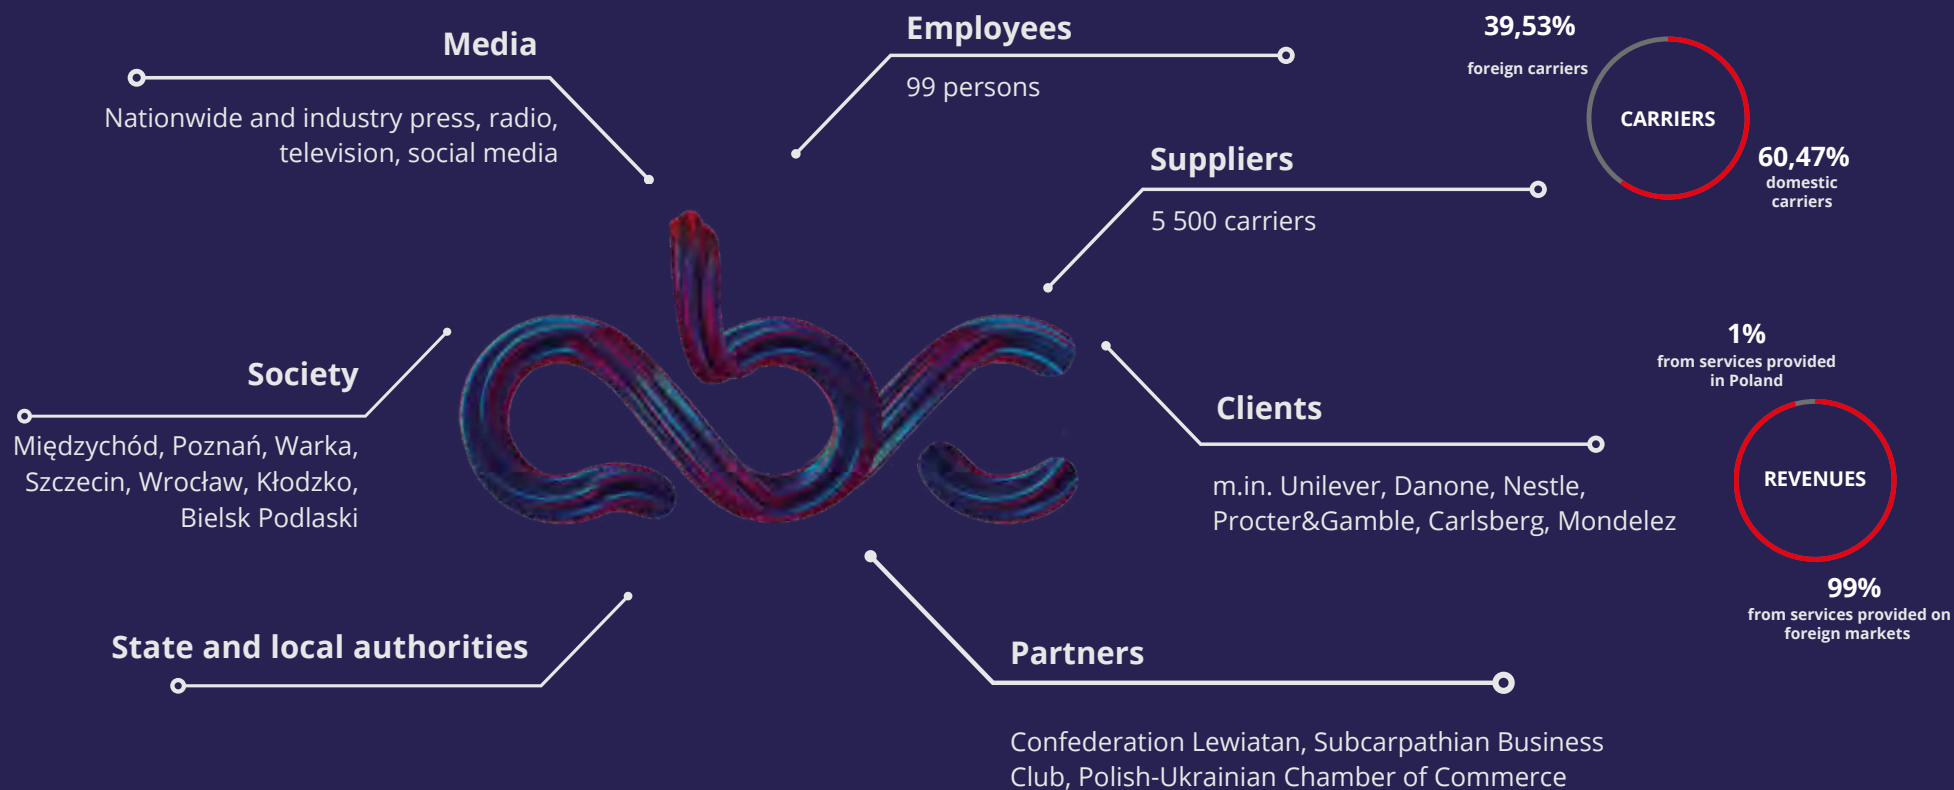 Media
Nationwide and industry press, radio,
television, social media
Employees
99 persons
39,53%
foreign carriers
CARRIERS
60,47%
domestic
carriers
Suppliers
5 500 carriers
abc
Society
Międzychód, Poznań, Warka,
Szczecin, Wrocław, Kłodzko,
Bielsk Podlaski
Clients
m.in. Unilever, Danone, Nestle,
Procter&Gamble, Carlsberg, Mondelez
1%
from services provided
in Poland
REVENUES
99%
from services provided on
foreign markets
State and local authorities
Partners
Confederation Lewiatan, Subcarpathian Business
Club, Polish-Ukrainian Chamber of Commerce